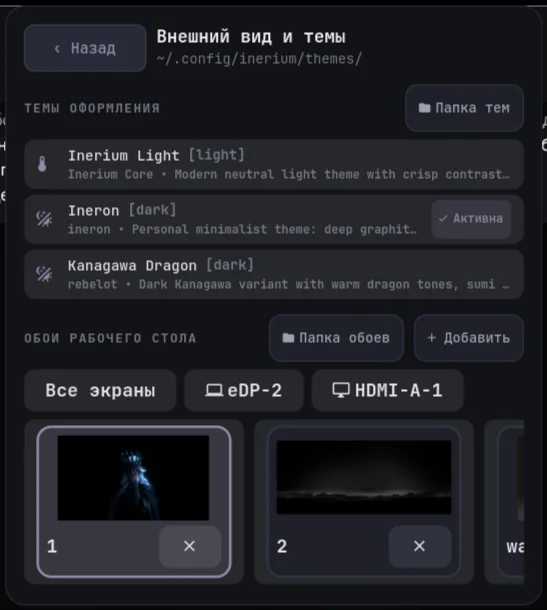 ‹ Назад
Внешний вид и темы
~/.config/inerium/themes/
ТЕМЫ ОФОРМЛЕНИЯ
Папка тем
Inerium Light [light]
Inerium Core • Modern neutral light theme with crisp contrast…
Ineron [dark]
ineron • Personal minimalist theme: deep graphit…
✓ Активна
Kanagawa Dragon [dark]
rebelot • Dark Kanagawa variant with warm dragon tones, sumi …
ОБОИ РАБОЧЕГО СТОЛА
Папка обоев
+ Добавить
Все экраны
eDP-2
HDMI-A-1
1 ×
2 ×
wa